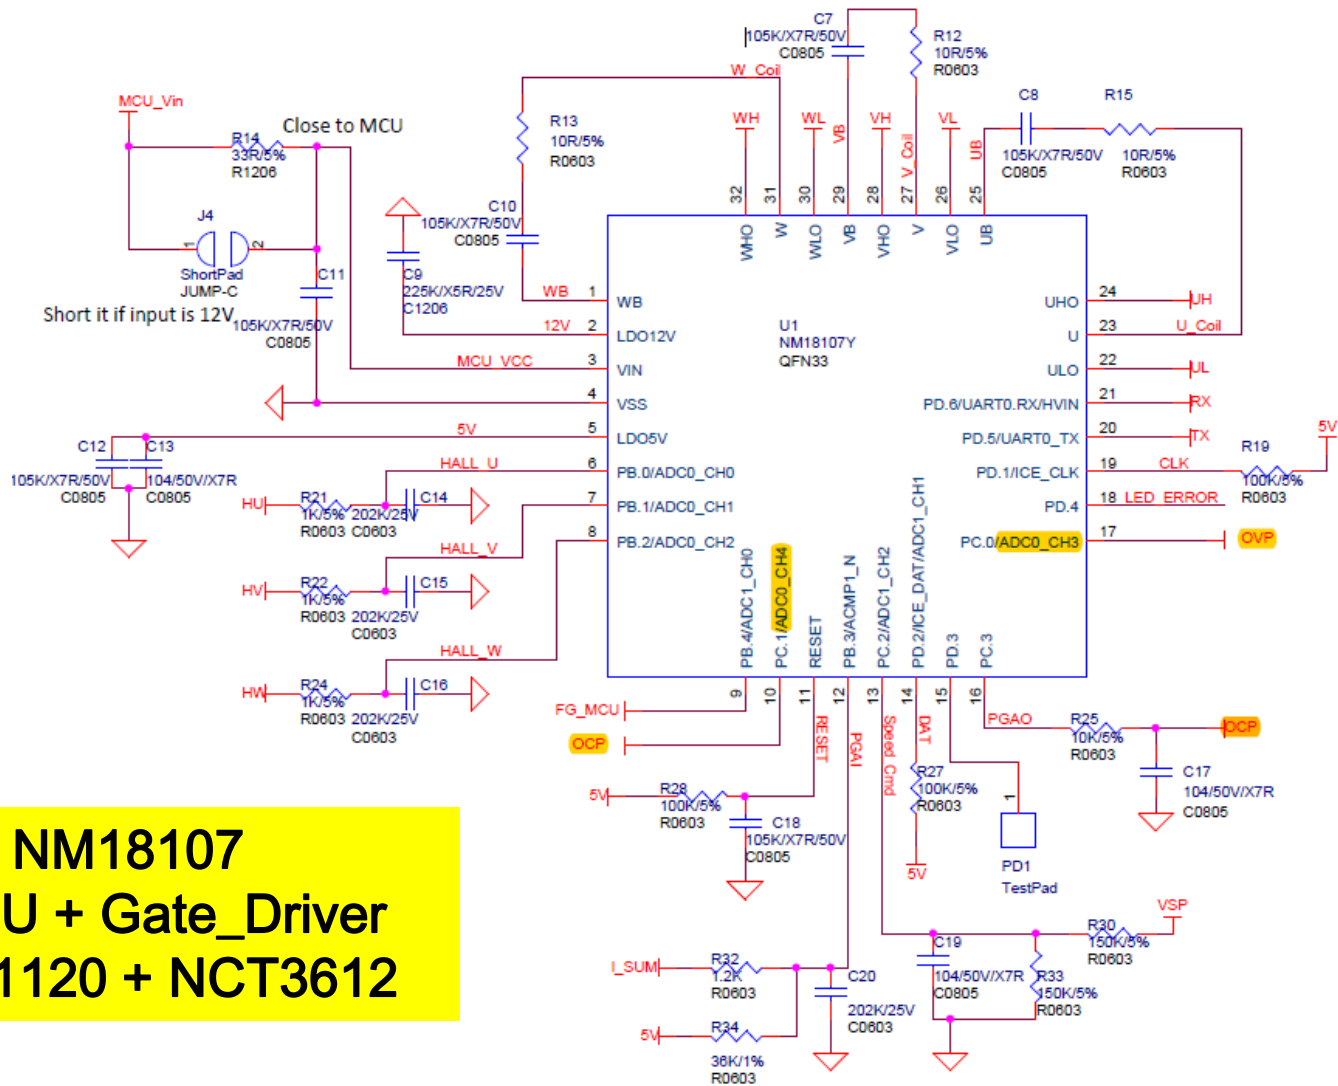 C7
105K/X7R/50V
C0805
R12
10R/5%
R0603
W_Coil
MCU_Vin
R14
33R/5%
R1206
Close to MCU
R13
10R/5%
R0603
WH
WL
VB
VH
V_Coil
VL
UB
C8
105K/X7R/50V
C0805
R15
10R/5%
R0603
J4
1
2
ShortPad
JUMP-C
Short it if input is 12V
C11
105K/X7R/50V
C0805
C10
105K/X7R/50V
C0805
C9
225K/X5R/25V
C1206
32
31
30
29
28
27
26
25
WHO
W
WLO
VB
VHO
V
VLO
UB
U1
NM18107Y
QFN33
WB 1 WB
12V 2 LDO12V
MCU_VCC 3 VIN
4 VSS
5V 5 LDO5V
HALL_U 6 PB.0/ADC0_CH0
7 PB.1/ADC0_CH1
8 PB.2/ADC0_CH2
UHO 24 UH
U 23 U_Coil
ULO 22 UL
PD.6/UART0.RX/HVIN 21 RX
PD.5/UART0_TX 20 TX
PD.1/ICE_CLK 19 CLK
PD.4 18 LED_ERROR
PC.0/ADC0_CH3 17 OVP
R19
100K/5%
R0603
5V
C12
105K/X7R/50V
C0805
C13
104/50V/X7R
C0805
HU
R21
1K/5%
R0603
C14
202K/25V
C0603
HALL_V
HV
R22
1K/5%
R0603
C15
202K/25V
C0603
HALL_W
HW
R24
1K/5%
R0603
C16
202K/25V
C0603
PB.4/ADC1_CH0
PC.1/ADC0_CH4
RESET
PB.3/ACMP1_N
PC.2/ADC1_CH2
PD.2/ICE_DAT/ADC1_CH1
PD.3
PC.3
9
10
11
12
13
14
15
16
FG_MCU
OCP
RESET
PGAI
Speed_Cmd
DAT
PGAO
R25
10K/5%
R0603
OCP
C17
104/50V/X7R
C0805
5V
R28
100K/5%
R0603
C18
105K/X7R/50V
C0805
R27
100K/5%
R0603
5V
1
PD1
TestPad
I_SUM
R32
1.2K
R0603
C20
202K/25V
C0603
5V
R34
36K/1%
R0603
C19
104/50V/X7R
C0805
R33
150K/5%
R0603
R30
150K/5%
R0603
VSP
NM18107
U + Gate_Driver
1120 + NCT3612